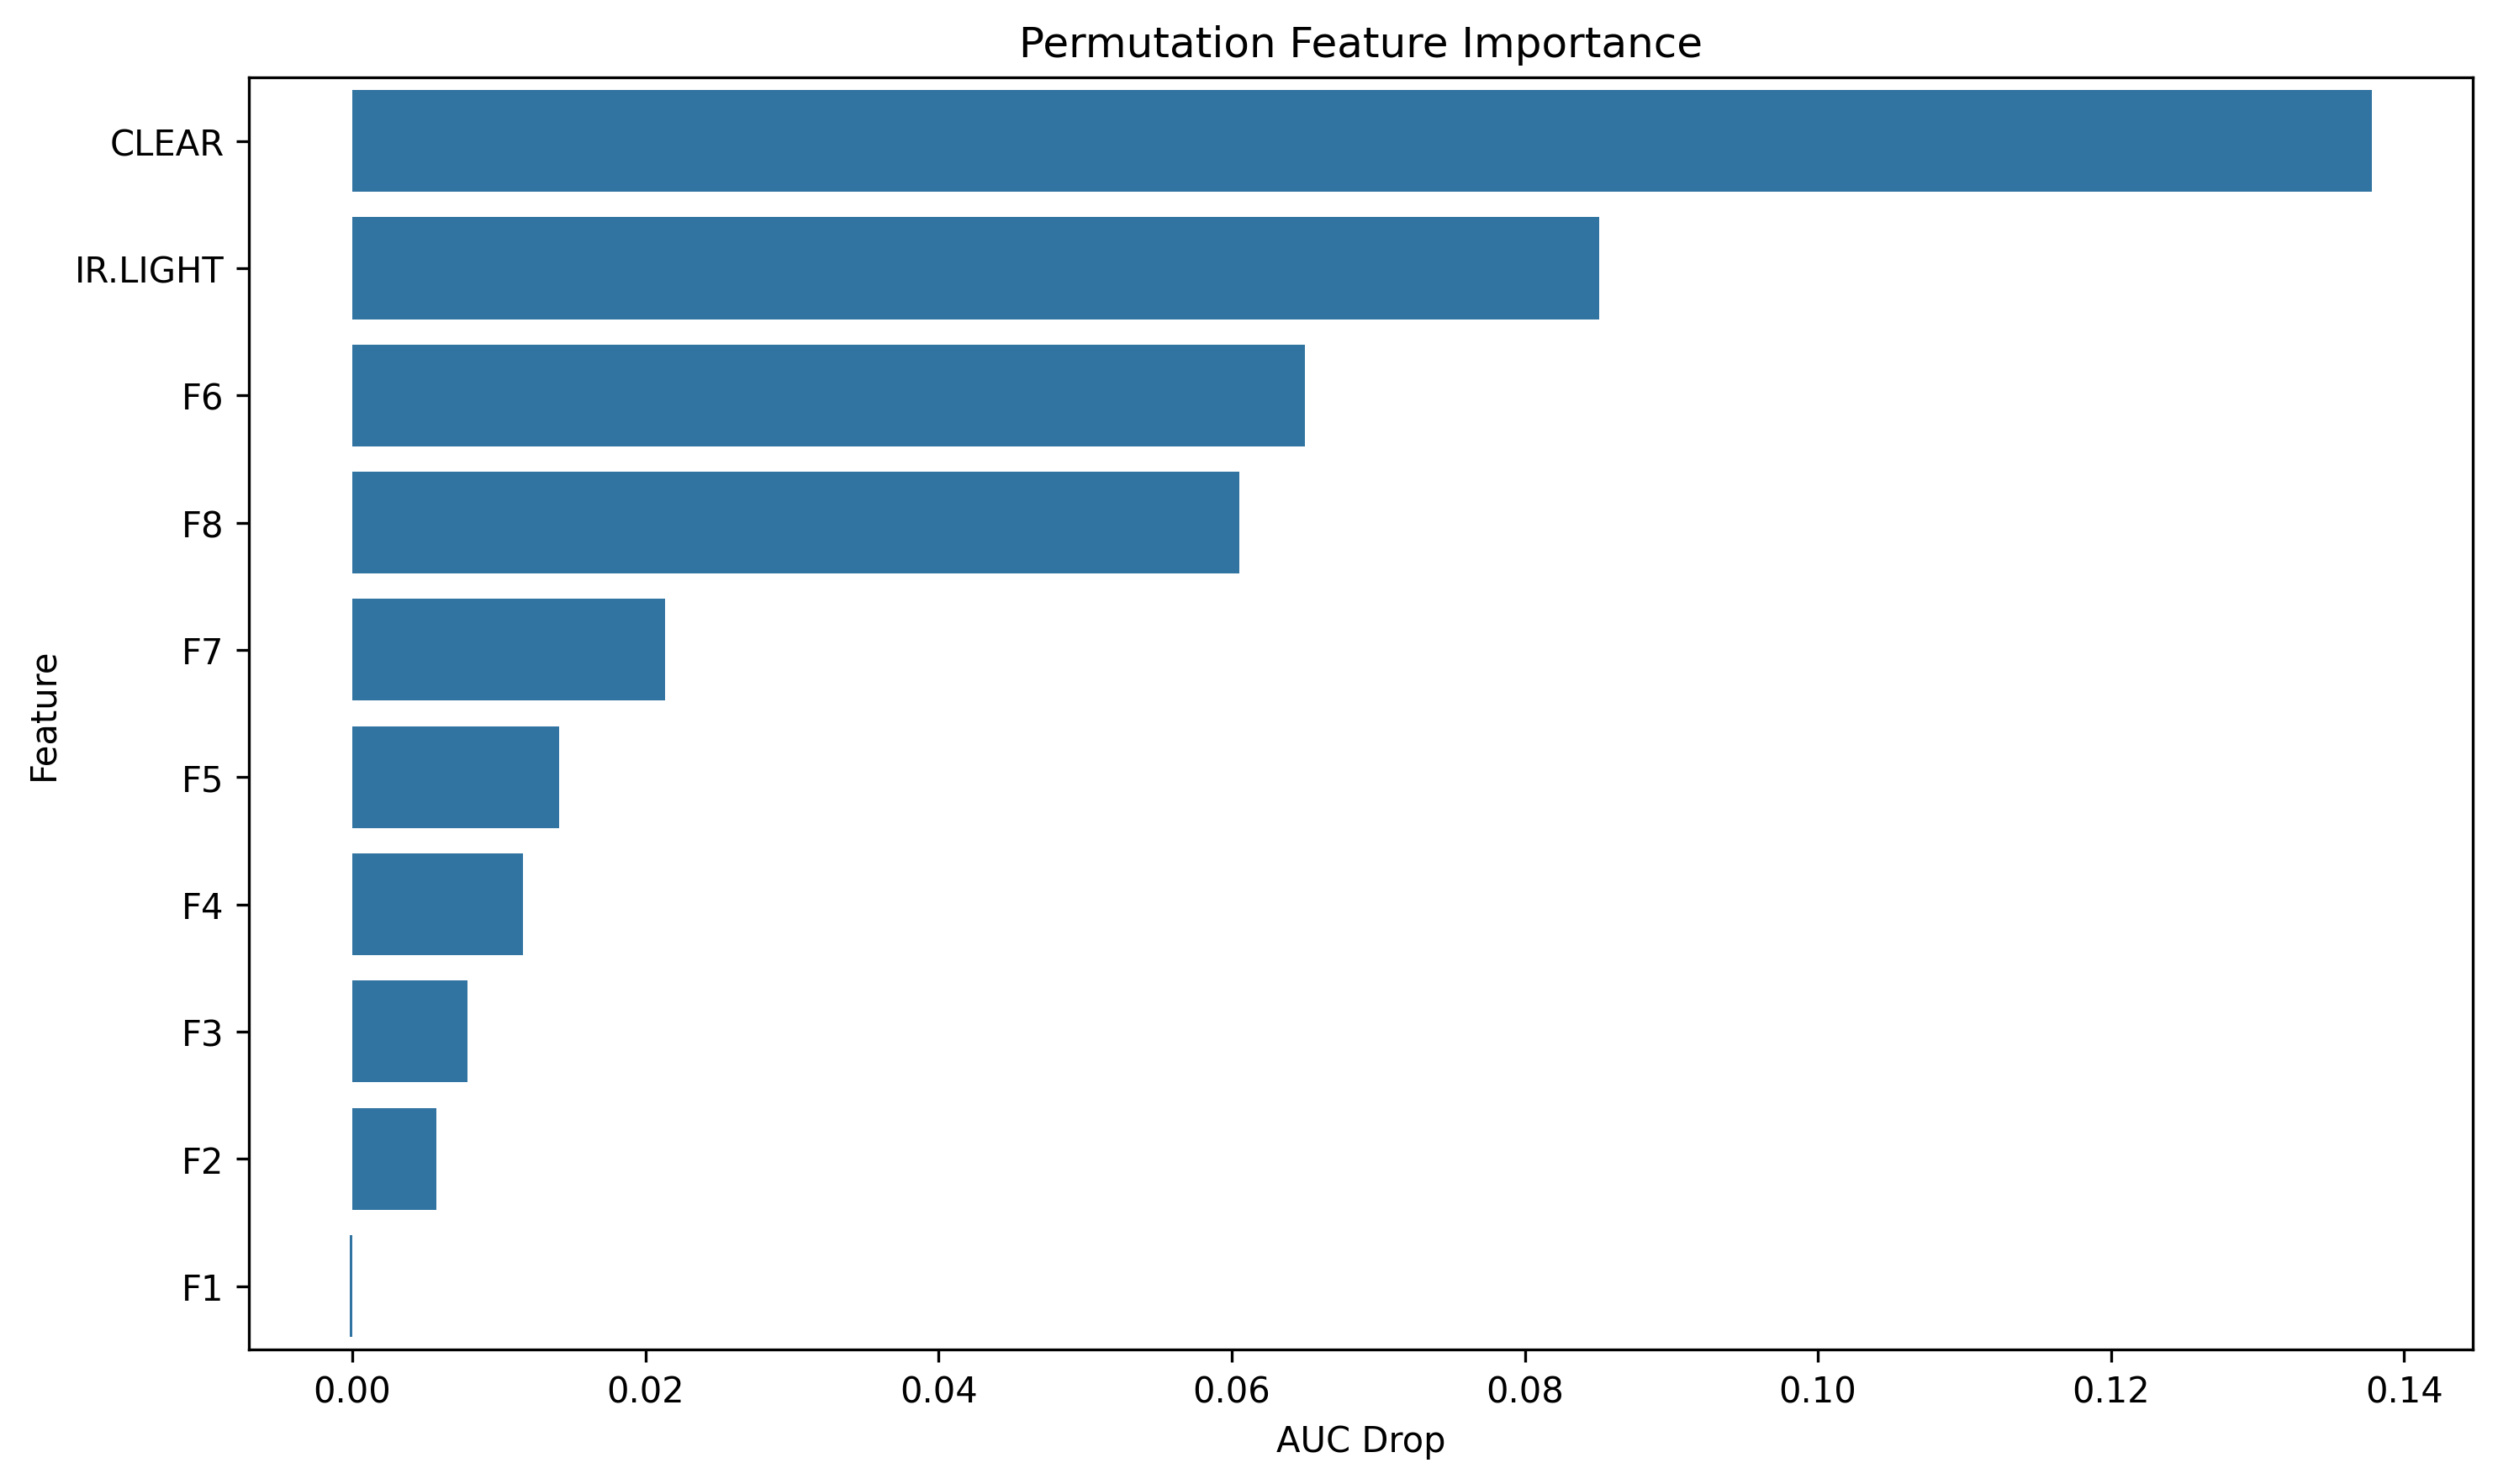 Permutation Feature Importance
CLEAR
IR.LIGHT
F6
F8
F7
F5
F4
F3
F2
F1
Feature
0.00 0.02 0.04 0.06 0.08 0.10 0.12 0.14
AUC Drop